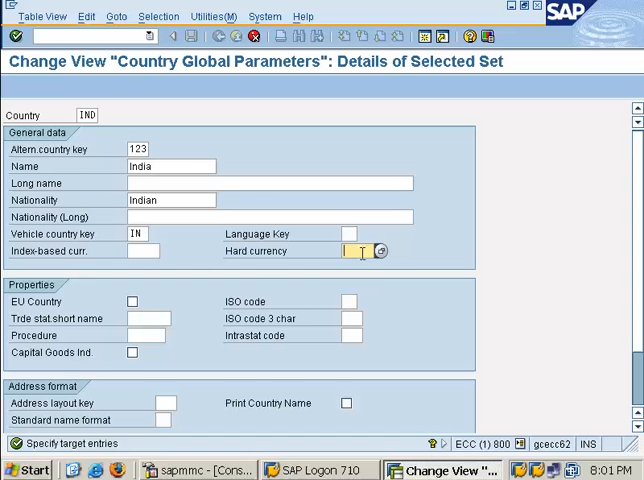 Table View Edit Goto Selection Utilities(M) System Help
SAP
Change View "Country Global Parameters": Details of Selected Set
Country IND
General data
Altern.country key 123
Name India
Long name
Nationality Indian
Nationality (Long)
Vehicle country key IN Language Key
Index-based curr. Hard currency
Properties
EU Country ISO code
Trde stat.short name ISO code 3 char
Procedure Intrastat code
Capital Goods Ind.
Address format
Address layout key Print Country Name
Standard name format
Specify target entries ECC (1) 800 gcecc62 INS
Start sapmmc - [Cons... SAP Logon 710 Change View "... 8:01 PM